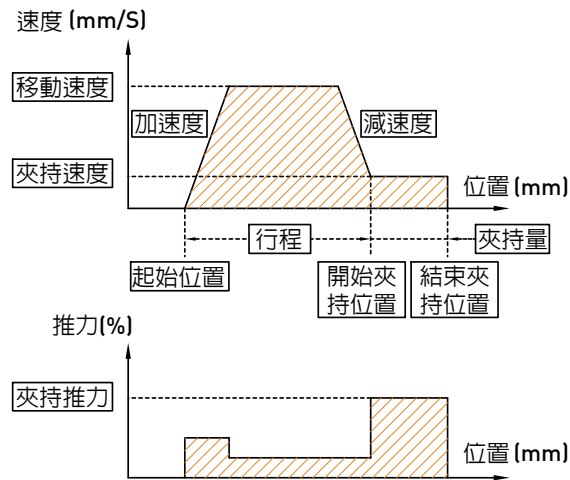 速度 (mm/S)
移動速度
加速度
減速度
夾持速度
位置 (mm)
行程
夾持量
起始位置
開始夾
持位置
結束夾
持位置
推力(%)
夾持推力
位置 (mm)